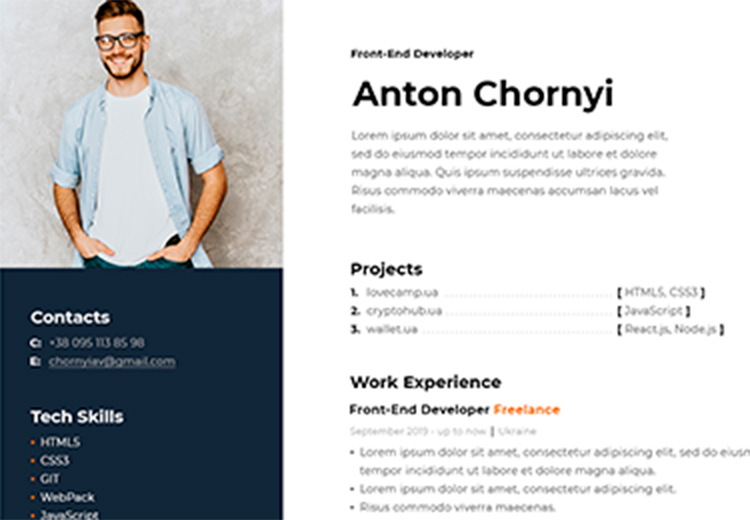 Front-End Developer
Anton Chornyi
Lorem ipsum dolor sit amet, consectetur adipiscing elit,
sed do eiusmod tempor incididunt ut labore et dolore
magna aliqua. Quis ipsum suspendisse ultrices gravida.
Risus commodo viverra maecenas accumsan lacus vel
facilisis.
Projects
1. lovecamp.ua [ HTML5, CSS3 ]
2. cryptohub.ua [ JavaScript ]
3. wallet.ua [ React.js, Node.js ]
Work Experience
Front-End Developer Freelance
September 2019 - up to now | Ukraine
• Lorem ipsum dolor sit amet, consectetur adipiscing elit, sed do eiusm
tempor incididunt ut labore et dolore magna aliqua.
• Lorem ipsum dolor sit amet, consectetur adipiscing elit.
• Risus commodo viverra maecenas.
Contacts
C: +38 095 113 85 98
E: chornyiav@gmail.com
Tech Skills
• HTML5
• CSS3
• GIT
• WebPack
• JavaScript